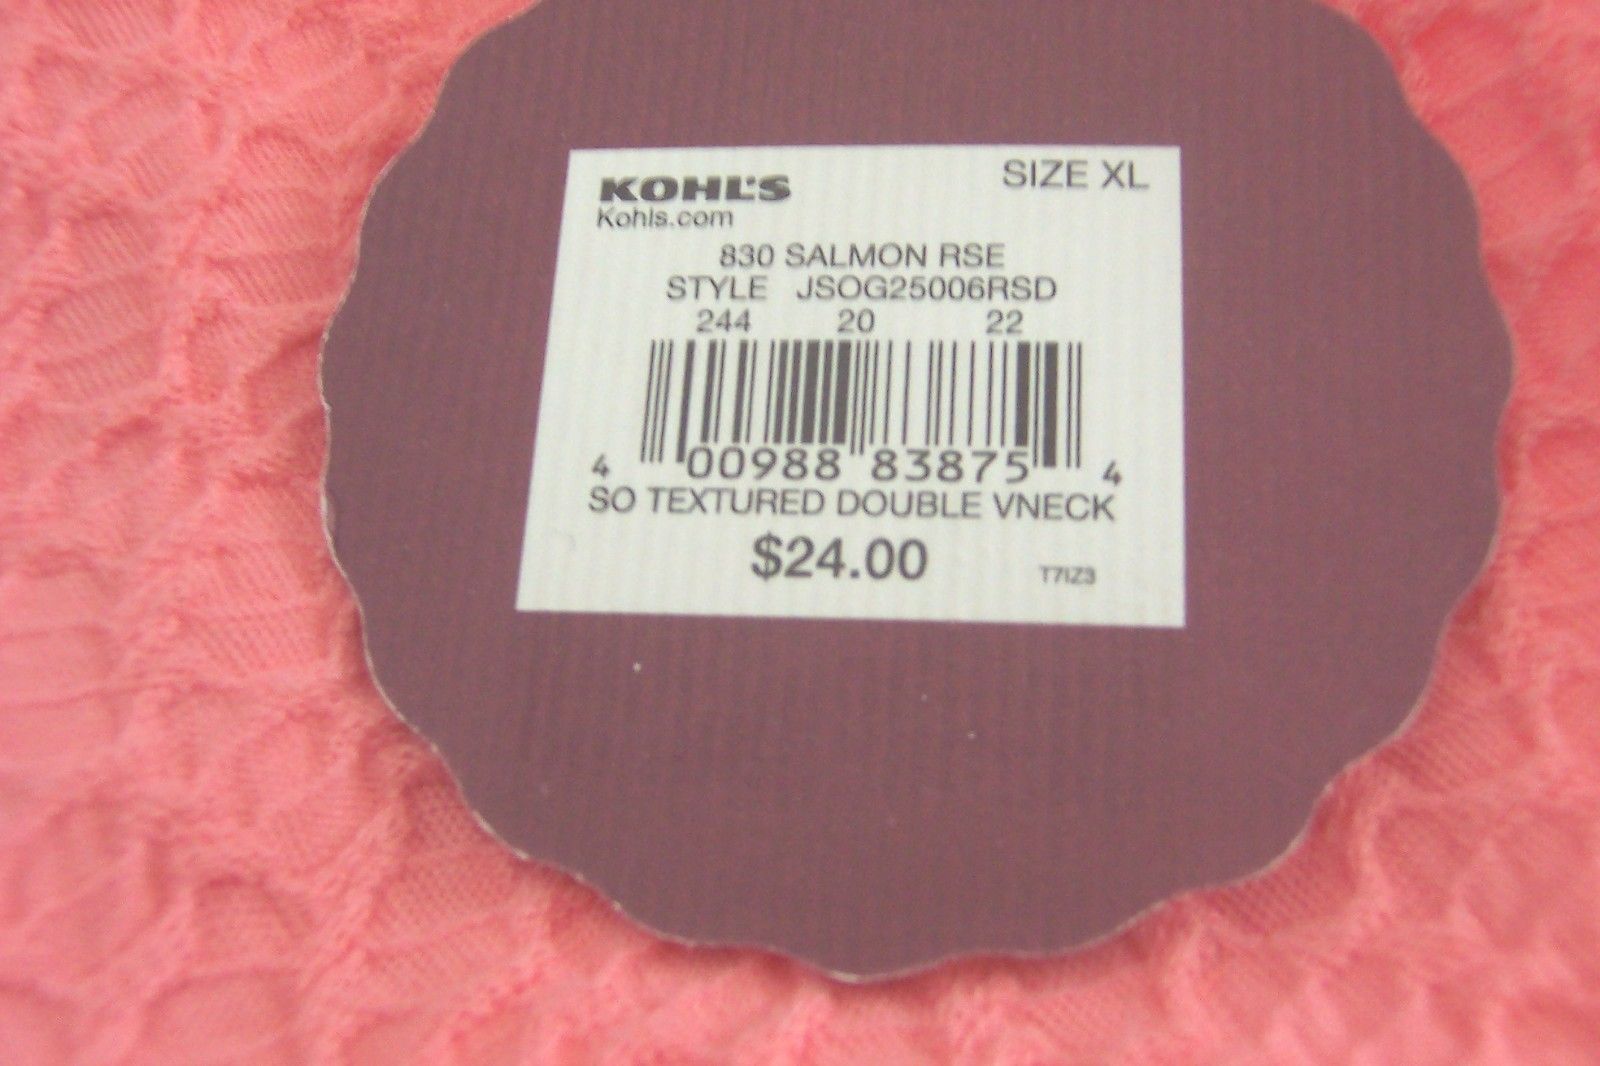 KOHL'S SIZE XL
Kohls.com
830 SALMON RSE
STYLE JSOG25006RSD
244 20 22
4 00988 83875 4
SO TEXTURED DOUBLE VNECK
$24.00 T7IZ3